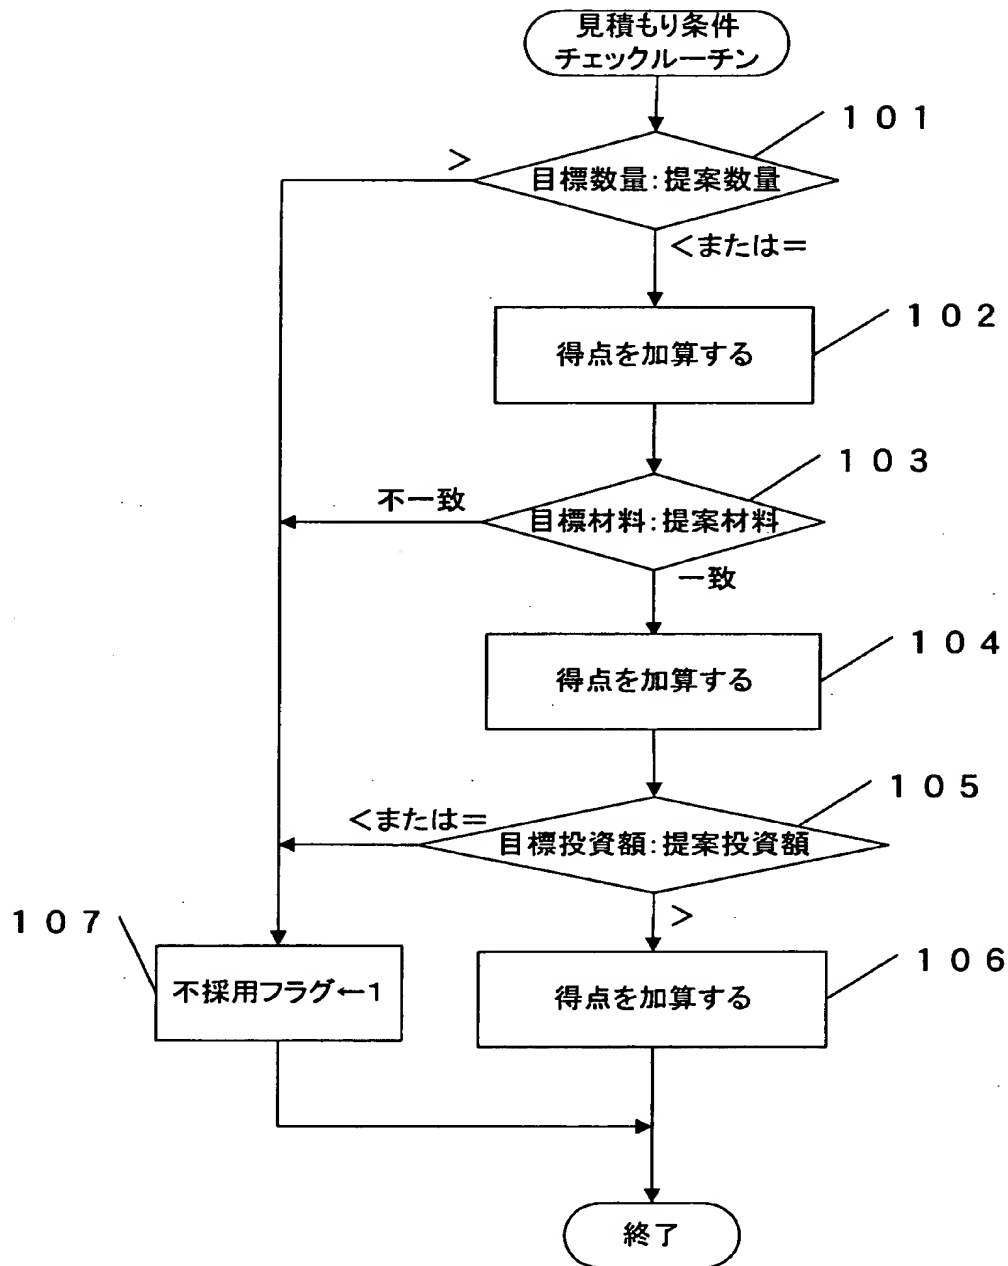 見積もり条件
チェックルーチン
101
>
目標数量:提案数量
<または=
102
得点を加算する
103
不一致
目標材料:提案材料
一致
104
得点を加算する
105
<または=
目標投資額:提案投資額
>
107
106
不採用フラグ←1
得点を加算する
終了